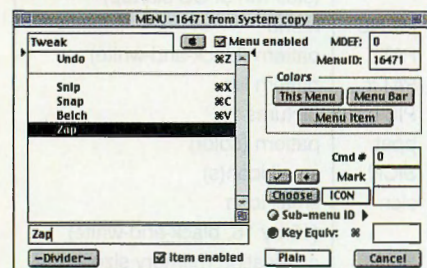 MENU-16471 from System copy
Tweak
Menu enabled
MDEF: 0
MenuID: 16471
Undo ⌘Z
Snip ⌘X
Snap ⌘C
Belch ⌘V
Zap
Colors
This Menu
Menu Bar
Menu Item
Cmd # 0
Mark
Choose
ICON
Sub-menu ID
Key Equiv: ⌘
Zap
-Divider-
Item enabled
Plain
Cancel